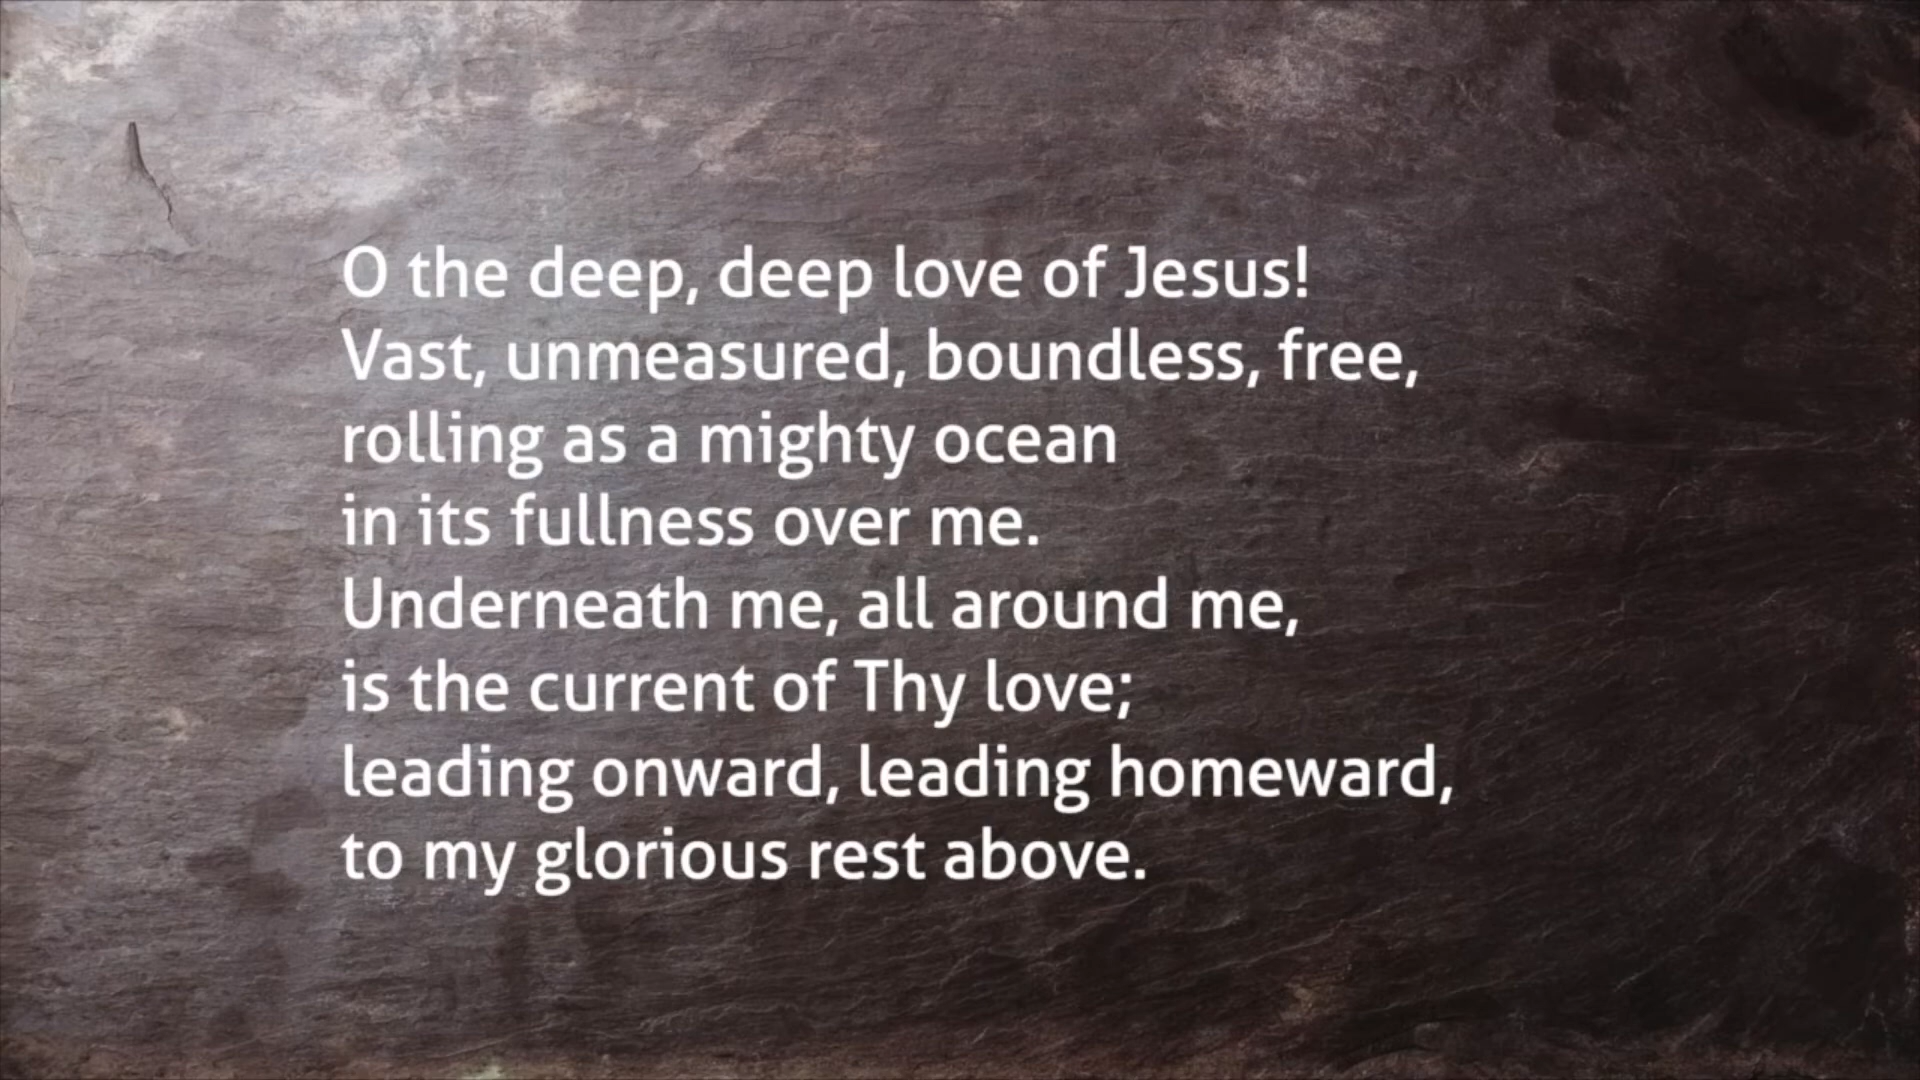 O the deep, deep love of Jesus!
Vast, unmeasured, boundless, free,
rolling as a mighty ocean
in its fullness over me.
Underneath me, all around me,
is the current of Thy love;
leading onward, leading homeward,
to my glorious rest above.